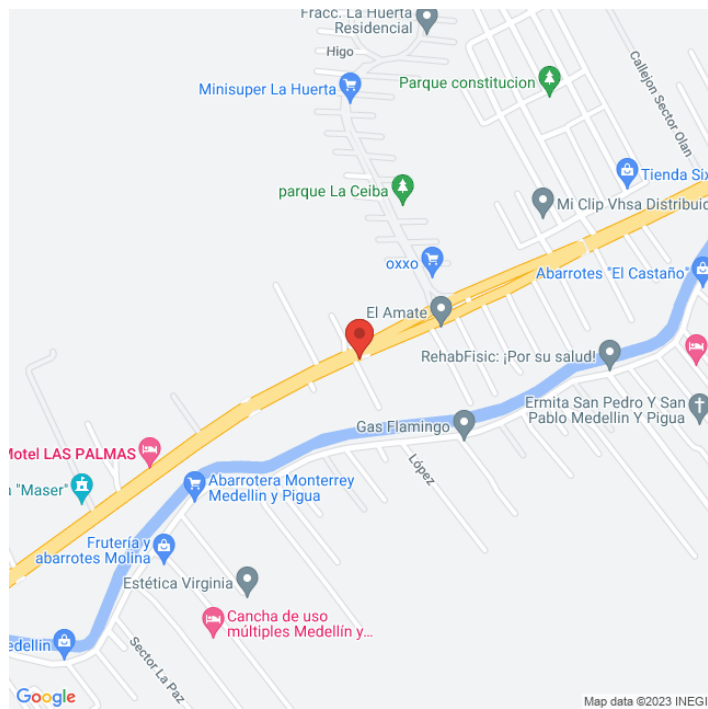 Fracc. La Huerta
Residencial
Higo
Minisuper La Huerta
Parque constitucion
Callejon Sector Olan
Tienda Six
parque La Ceiba
Mi Clip Vhsa Distribuid
oxxo
Abarrotes "El Castaño"
El Amate
RehabFisic: ¡Por su salud!
Ermita San Pedro Y San
Pablo Medellin Y Pigua
Gas Flamingo
Motel LAS PALMAS
López
a "Maser"
Abarrotera Monterrey
Medellin y Pigua
Frutería y
abarrotes Molina
Estética Virginia
Cancha de uso
múltiples Medellín y...
edellin
Sector La Paz
Google
Map data ©2023 INEGI